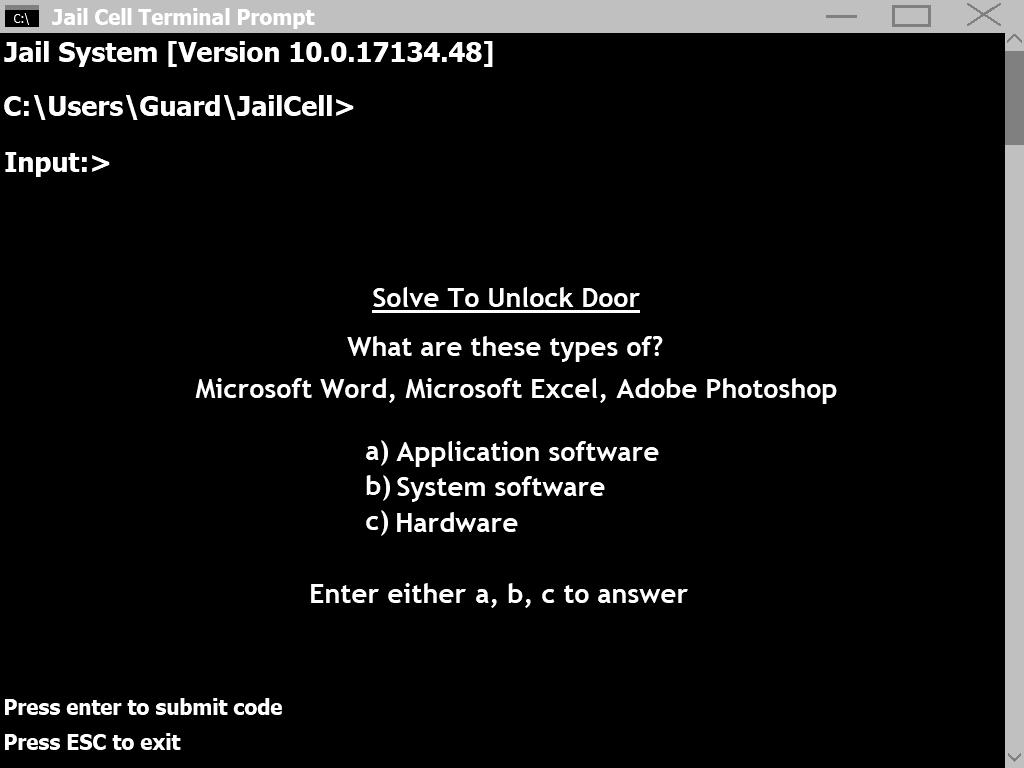 C:\ Jail Cell Terminal Prompt
Jail System [Version 10.0.17134.48]
C:\Users\Guard\JailCell>
Input:>
Solve To Unlock Door
What are these types of?
Microsoft Word, Microsoft Excel, Adobe Photoshop
a) Application software
b) System software
c) Hardware
Enter either a, b, c to answer
Press enter to submit code
Press ESC to exit